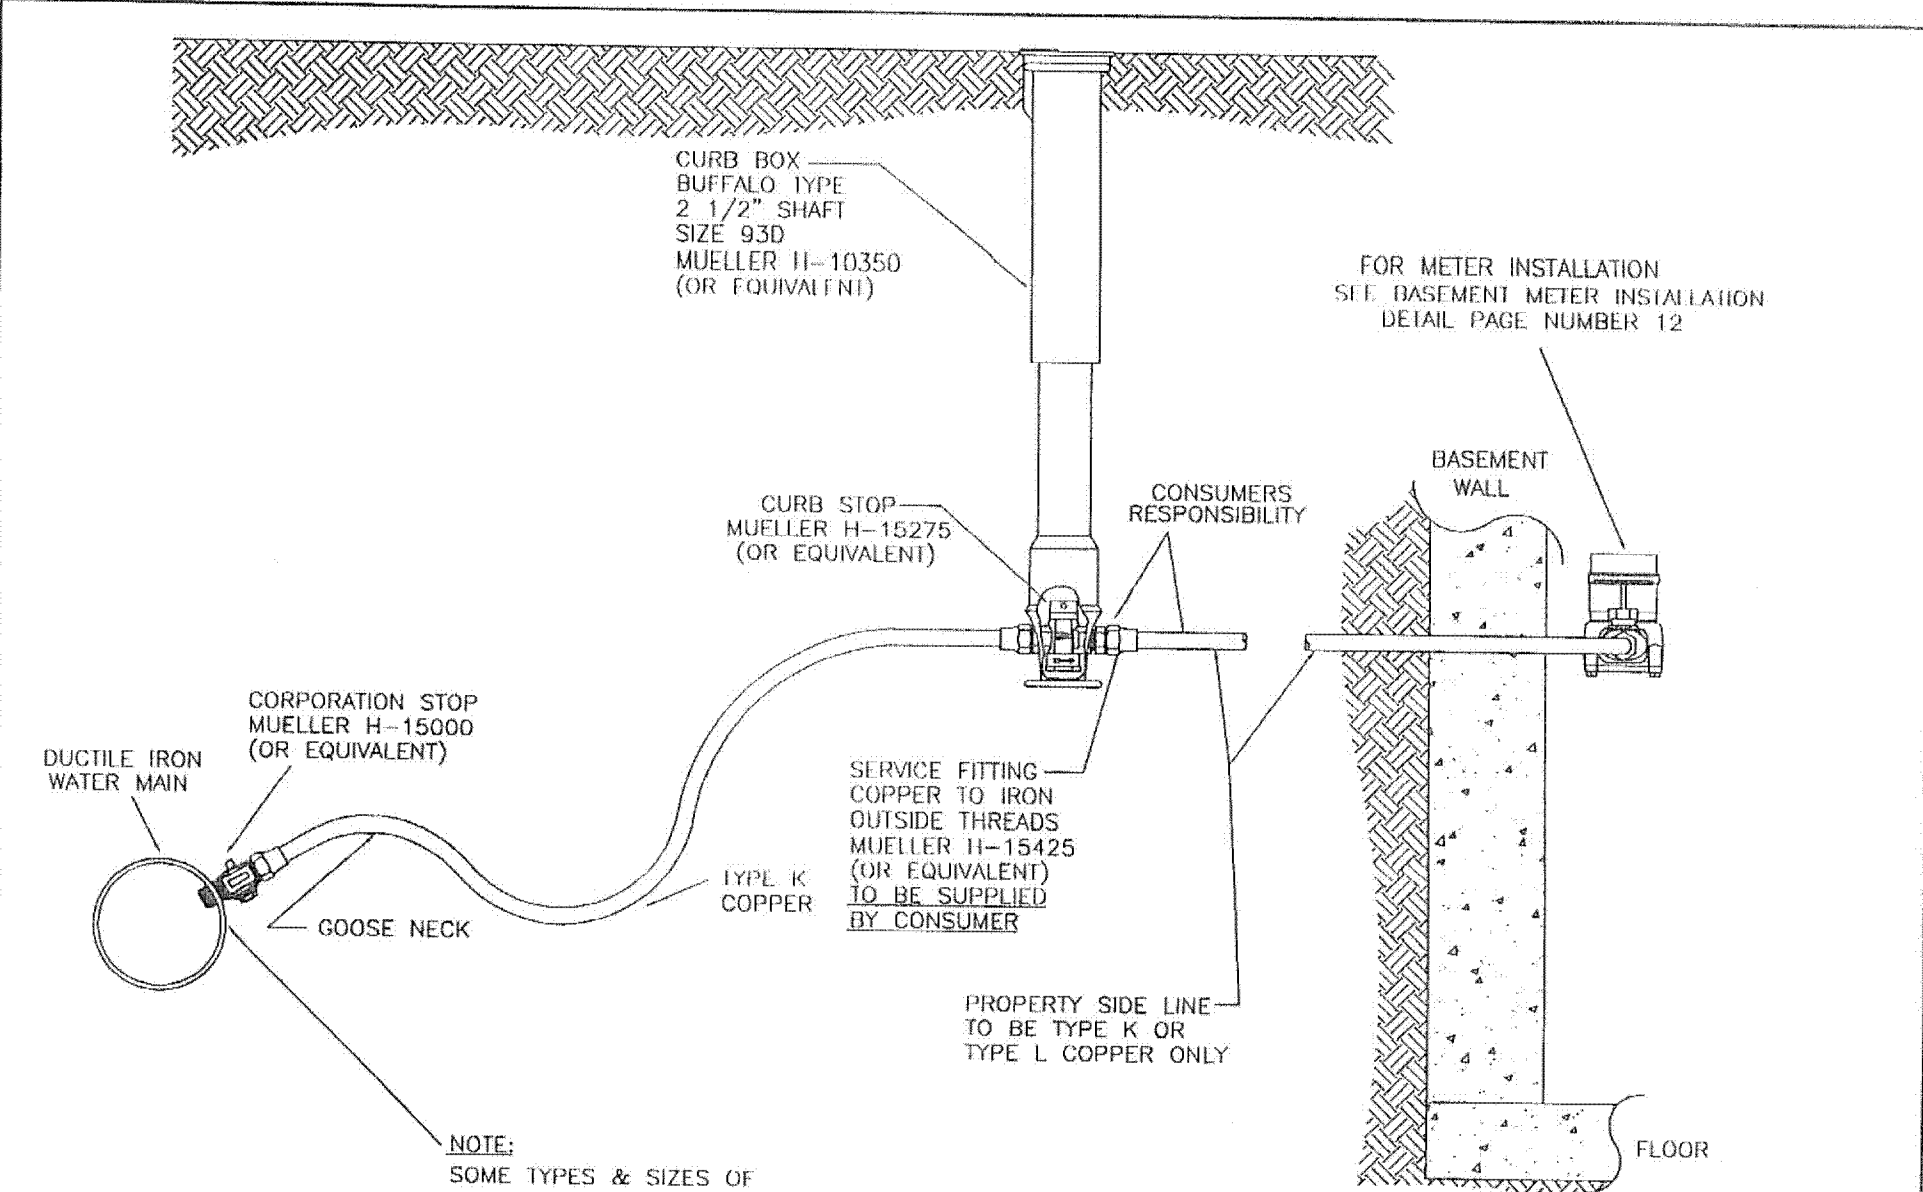 CURB BOX
BUFFALO TYPE
2 1/2" SHAFT
SIZE 93D
MUELLER H-10350
(OR EQUIVALENT)
FOR METER INSTALLATION
SEE BASEMENT METER INSTALLATION
DETAIL PAGE NUMBER 12
BASEMENT
WALL
CURB STOP
MUELLER H-15275
(OR EQUIVALENT)
CONSUMERS
RESPONSIBILITY
CORPORATION STOP
MUELLER H-15000
(OR EQUIVALENT)
DUCTILE IRON
WATER MAIN
SERVICE FITTING
COPPER TO IRON
OUTSIDE THREADS
MUELLER H-15425
(OR EQUIVALENT)
TO BE SUPPLIED
BY CONSUMER
TYPE K
COPPER
GOOSE NECK
PROPERTY SIDE LINE
TO BE TYPE K OR
TYPE L COPPER ONLY
NOTE:
SOME TYPES & SIZES OF
FLOOR